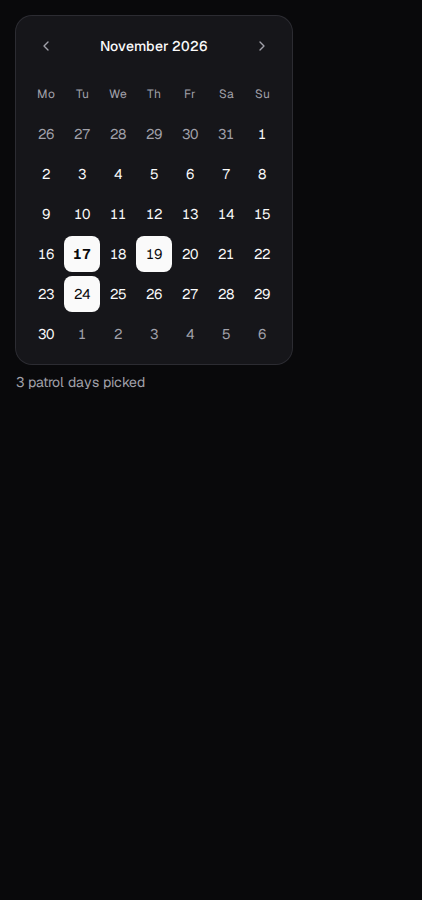 November 2026
Mo Tu We Th Fr Sa Su
26 27 28 29 30 31 1
2 3 4 5 6 7 8
9 10 11 12 13 14 15
16 17 18 19 20 21 22
23 24 25 26 27 28 29
30 1 2 3 4 5 6
3 patrol days picked